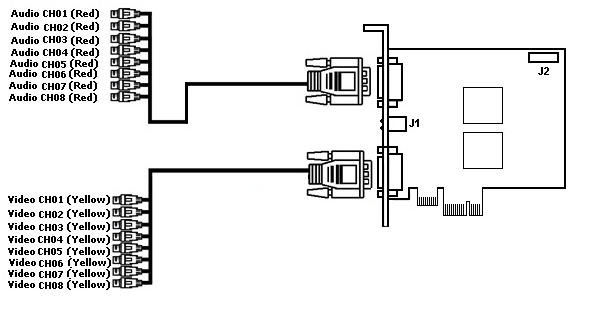 Audio CH01 (Red)
Audio CH02 (Red)
Audio CH03 (Red)
Audio CH04 (Red)
Audio CH05 (Red)
Audio CH06 (Red)
Audio CH07 (Red)
Audio CH08 (Red)
J2
J1
Video CH01 (Yellow)
Video CH02 (Yellow)
Video CH03 (Yellow)
Video CH04 (Yellow)
Video CH05 (Yellow)
Video CH06 (Yellow)
Video CH07 (Yellow)
Video CH08 (Yellow)